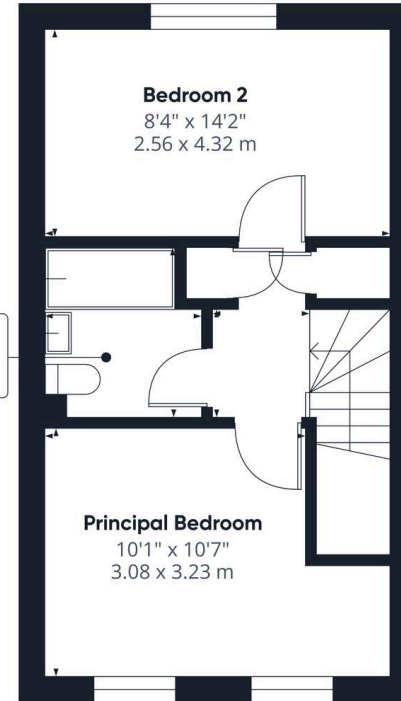 Bedroom 2
8'4" x 14'2"
2.56 x 4.32 m
Principal Bedroom
10'1" x 10'7"
3.08 x 3.23 m